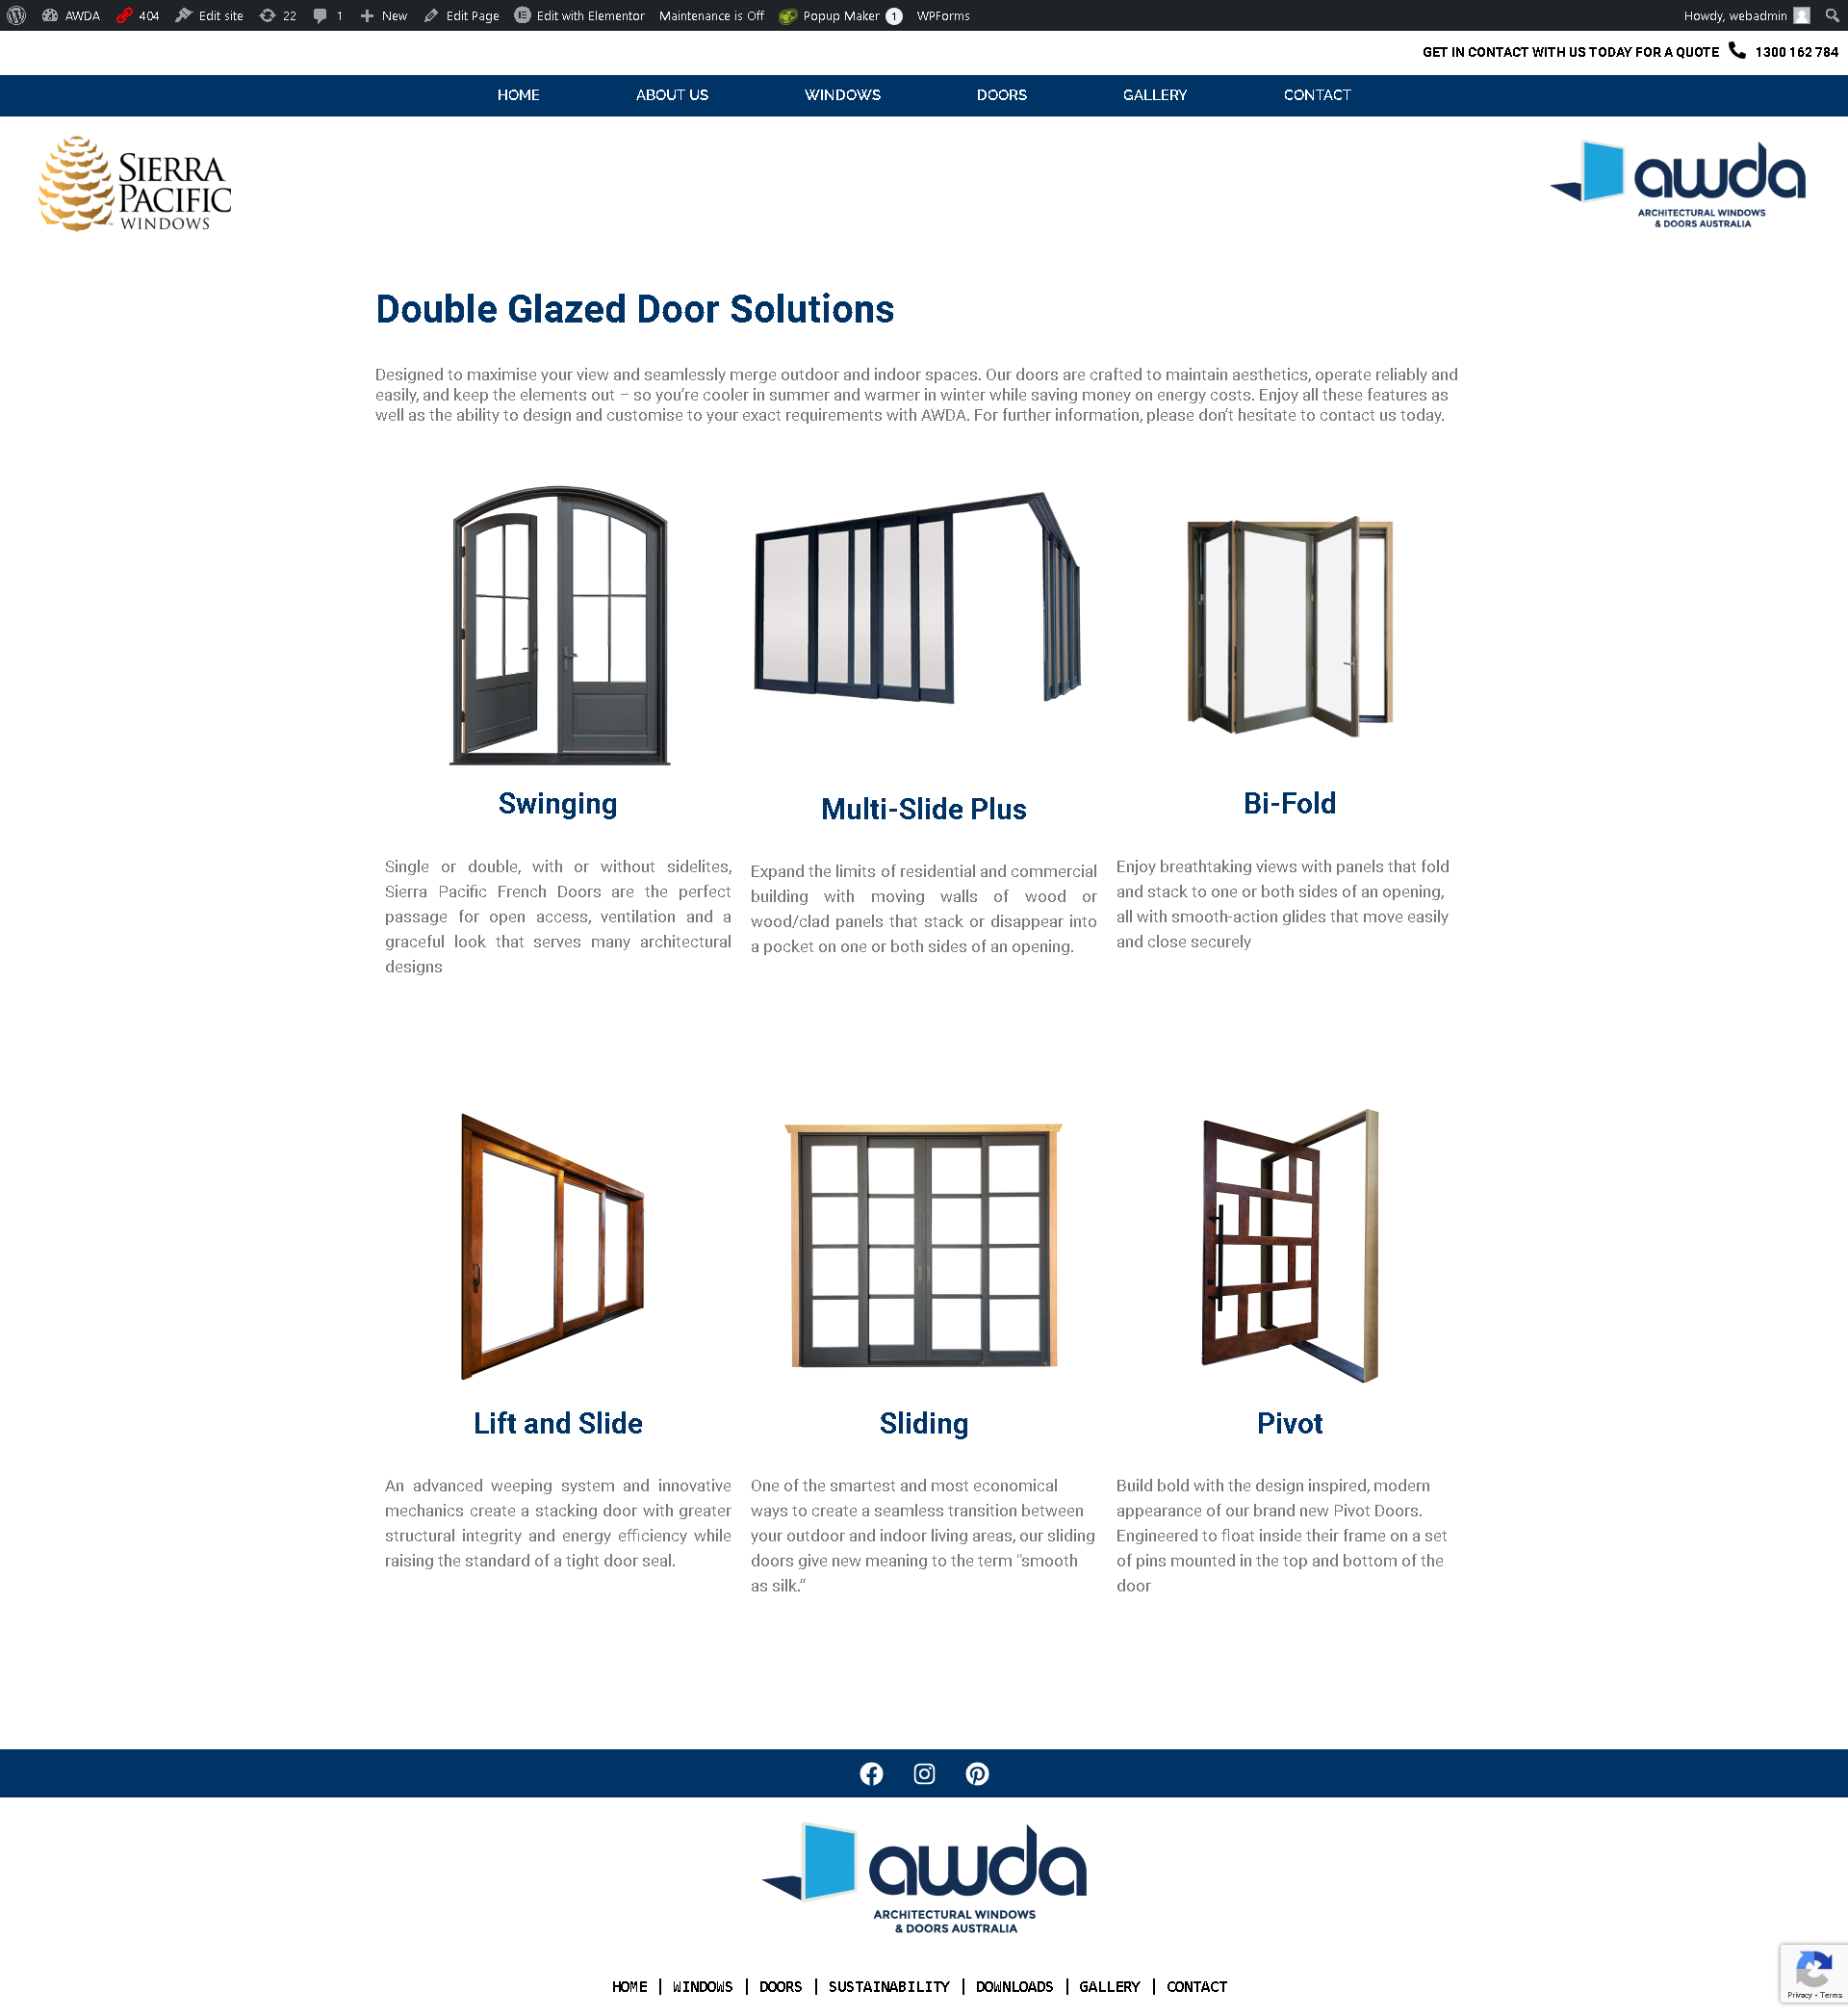 AWDA 404 Edit site 22 1 New Edit Page Edit with Elementor Maintenance is Off Popup Maker 1 WPForms Howdy, webadmin
GET IN CONTACT WITH US TODAY FOR A QUOTE 1300 162 784
HOME ABOUT US WINDOWS DOORS GALLERY CONTACT
SIERRA
PACIFIC
WINDOWS
awda
ARCHITECTURAL WINDOWS
& DOORS AUSTRALIA
Double Glazed Door Solutions
Designed to maximise your view and seamlessly merge outdoor and indoor spaces. Our doors are crafted to maintain aesthetics, operate reliably and
easily, and keep the elements out – so you’re cooler in summer and warmer in winter while saving money on energy costs. Enjoy all these features as
well as the ability to design and customise to your exact requirements with AWDA. For further information, please don’t hesitate to contact us today.
Swinging
Single or double, with or without sidelites,
Sierra Pacific French Doors are the perfect
passage for open access, ventilation and a
graceful look that serves many architectural
designs
Multi-Slide Plus
Expand the limits of residential and commercial
building with moving walls of wood or
wood/clad panels that stack or disappear into
a pocket on one or both sides of an opening.
Bi-Fold
Enjoy breathtaking views with panels that fold
and stack to one or both sides of an opening,
all with smooth-action glides that move easily
and close securely
Lift and Slide
An advanced weeping system and innovative
mechanics create a stacking door with greater
structural integrity and energy efficiency while
raising the standard of a tight door seal.
Sliding
One of the smartest and most economical
ways to create a seamless transition between
your outdoor and indoor living areas, our sliding
doors give new meaning to the term “smooth
as silk.”
Pivot
Build bold with the design inspired, modern
appearance of our brand new Pivot Doors.
Engineered to float inside their frame on a set
of pins mounted in the top and bottom of the
door
awda
ARCHITECTURAL WINDOWS
& DOORS AUSTRALIA
HOME | WINDOWS | DOORS | SUSTAINABILITY | DOWNLOADS | GALLERY | CONTACT
Privacy - Terms